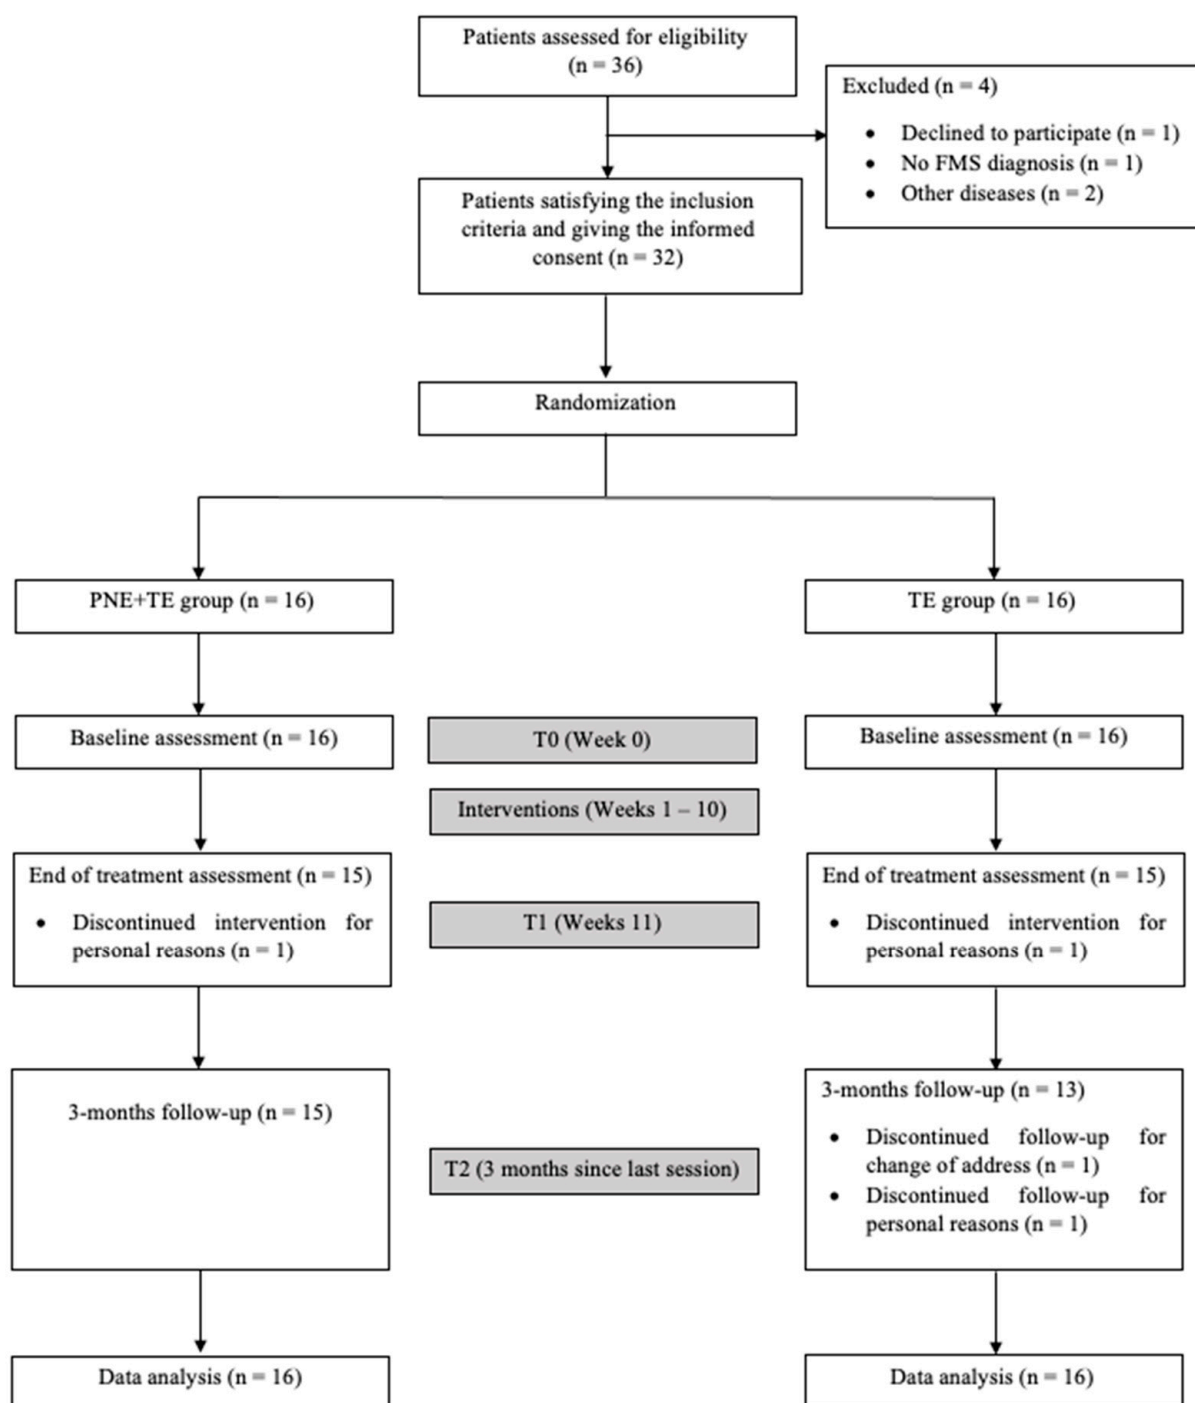 Patients assessed for eligibility
(n = 36)
Excluded (n = 4)
• Declined to participate (n = 1)
• No FMS diagnosis (n = 1)
• Other diseases (n = 2)
Patients satisfying the inclusion
criteria and giving the informed
consent (n = 32)
Randomization
PNE+TE group (n = 16)
TE group (n = 16)
Baseline assessment (n = 16)
T0 (Week 0)
Baseline assessment (n = 16)
Interventions (Weeks 1 – 10)
End of treatment assessment (n = 15)
• Discontinued intervention for
personal reasons (n = 1)
T1 (Weeks 11)
End of treatment assessment (n = 15)
• Discontinued intervention for
personal reasons (n = 1)
3-months follow-up (n = 15)
T2 (3 months since last session)
3-months follow-up (n = 13)
• Discontinued follow-up for
change of address (n = 1)
• Discontinued follow-up for
personal reasons (n = 1)
Data analysis (n = 16)
Data analysis (n = 16)